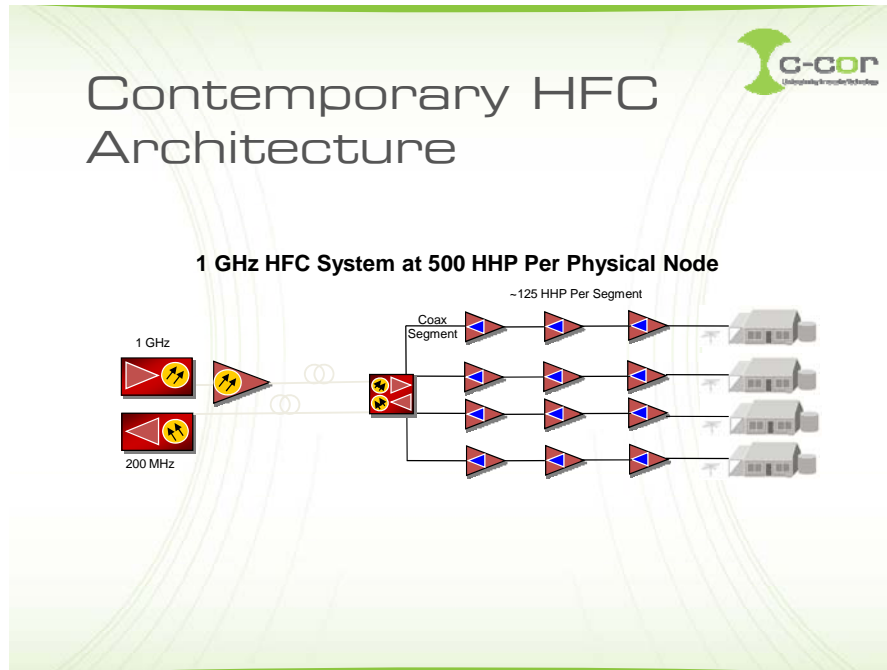 c-cor
Contemporary HFC
Architecture
1 GHz HFC System at 500 HHP Per Physical Node
~125 HHP Per Segment
Coax
Segment
1 GHz
200 MHz